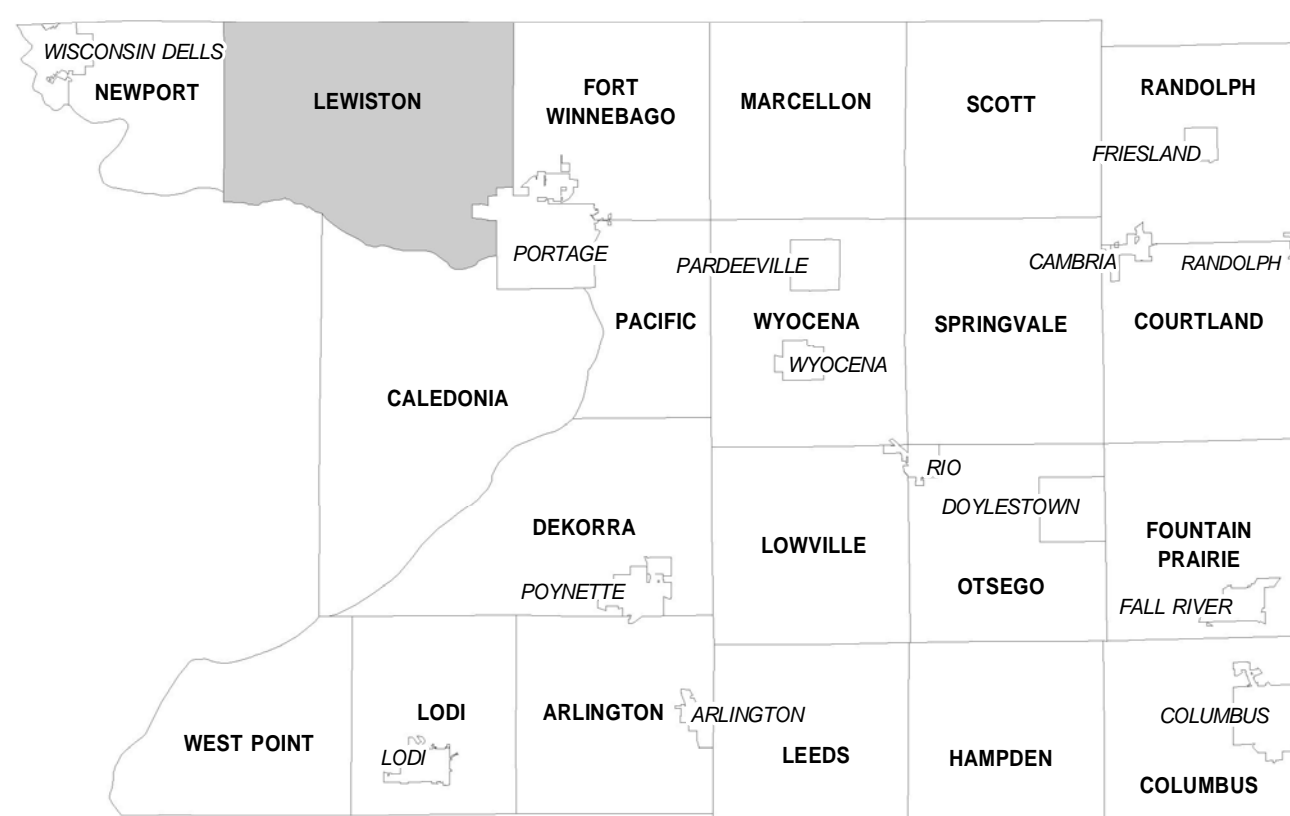 WISCONSIN DELLS
NEWPORT
LEWISTON
FORT
WINNEBAGO
MARCELLON
SCOTT
RANDOLPH
FRIESLAND
PORTAGE
PARDEEVILLE
CAMBRIA
RANDOLPH
PACIFIC
WYOCENA
SPRINGVALE
COURTLAND
WYOCENA
CALEDONIA
RIO
DOYLESTOWN
DEKORRA
LOWVILLE
FOUNTAIN
PRAIRIE
POYNETTE
OTSEGO
FALL RIVER
LODI
ARLINGTON
ARLINGTON
COLUMBUS
WEST POINT
LODI
LEEDS
HAMPDEN
COLUMBUS